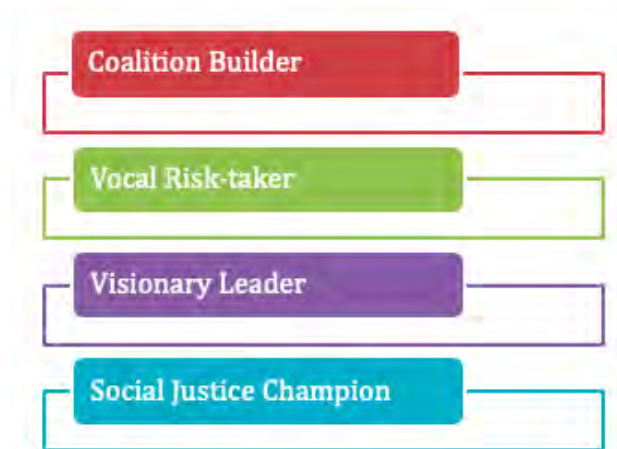 Coalition Builder
Vocal Risk-taker
Visionary Leader
Social Justice Champion